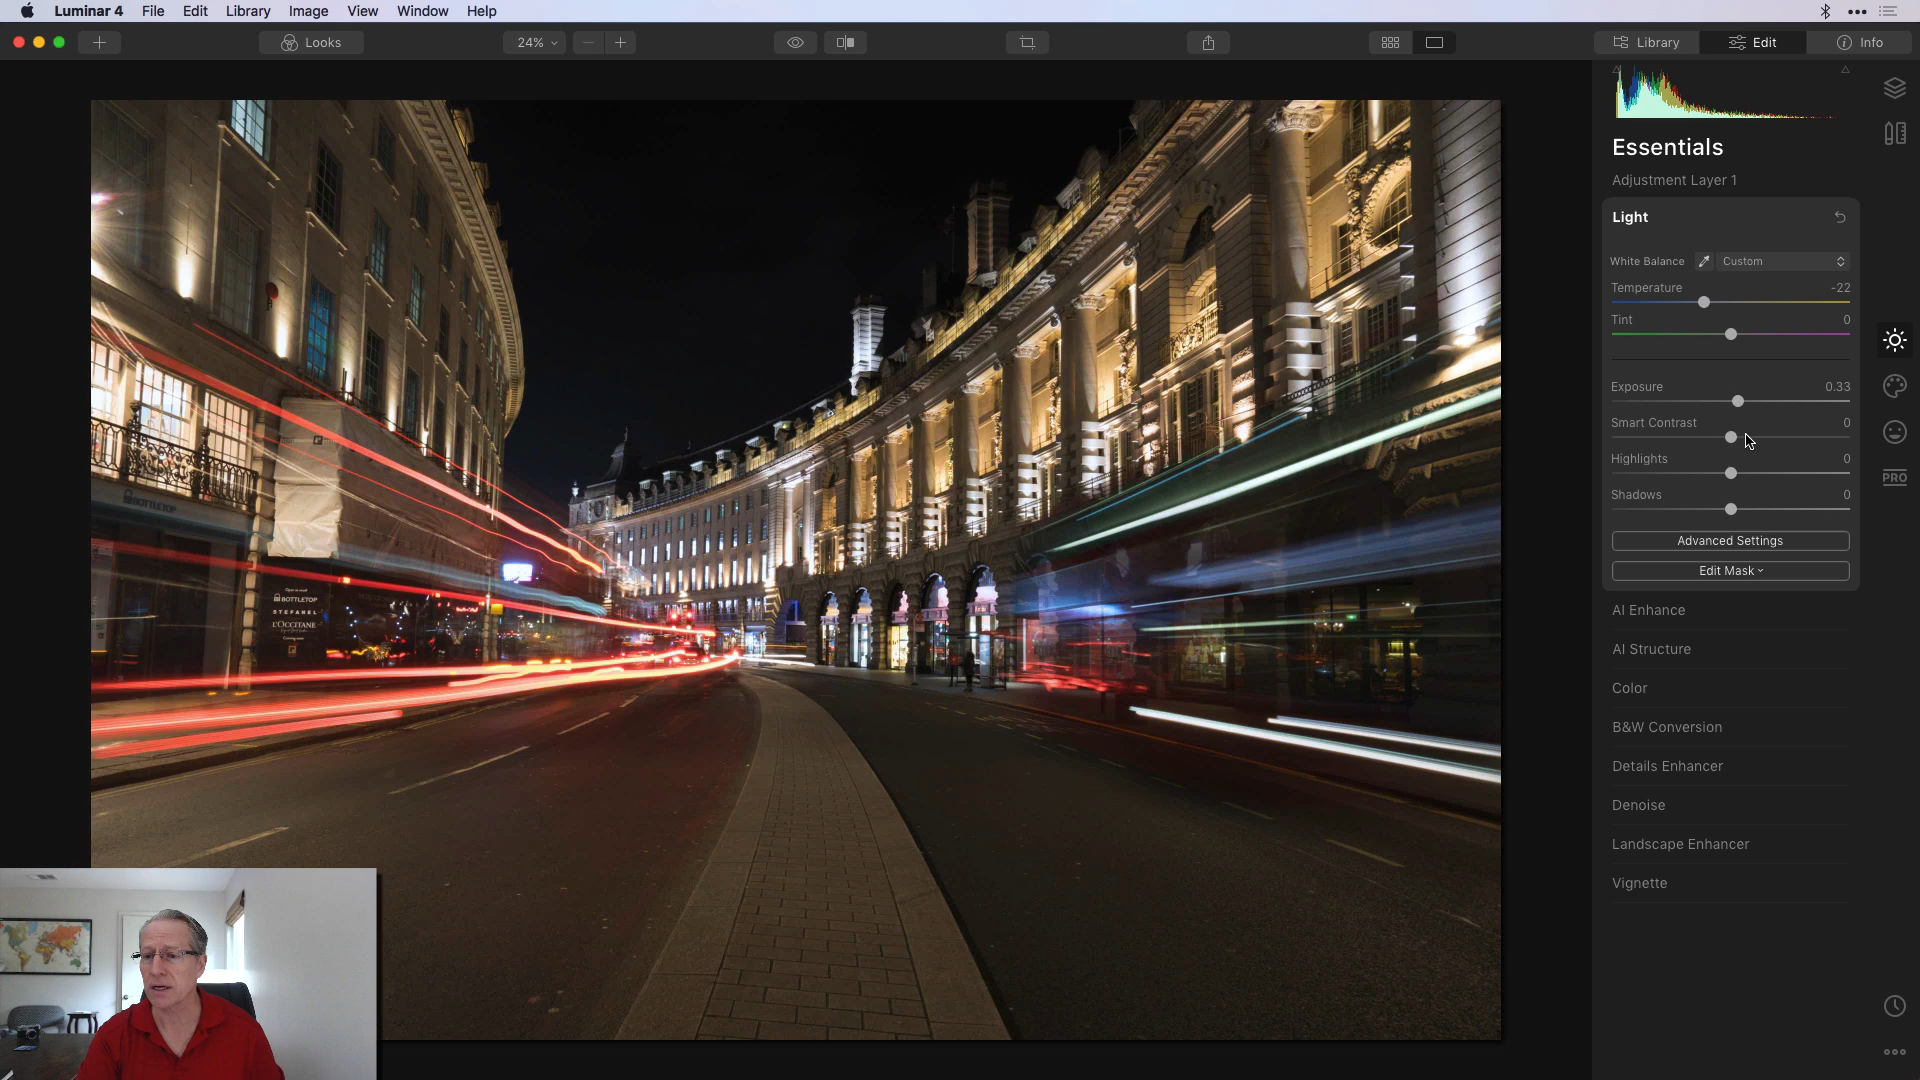 Luminar 4 File Edit Library Image View Window Help
Looks 24% Library Edit Info
Essentials
Adjustment Layer 1
Light
White Balance Custom
Temperature -22
Tint 0
Exposure 0.33
Smart Contrast 0
Highlights 0
Shadows 0
Advanced Settings
Edit Mask
AI Enhance
AI Structure
Color
B&W Conversion
Details Enhancer
Denoise
Landscape Enhancer
Vignette
PRO
BOTTLETOP
BOTTLETOP
STEFANEL
L'OCCITANE